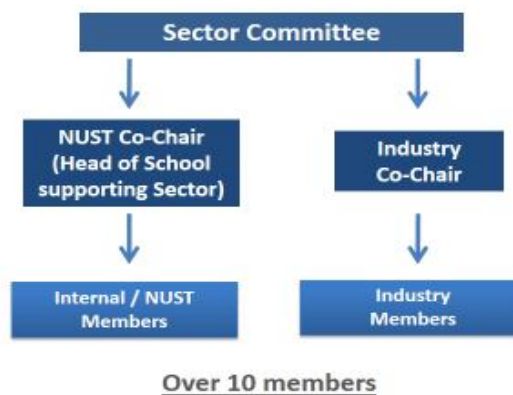 Sector Committee
NUST Co-Chair
(Head of School
supporting Sector)
Industry
Co-Chair
Internal / NUST
Members
Industry
Members
Over 10 members